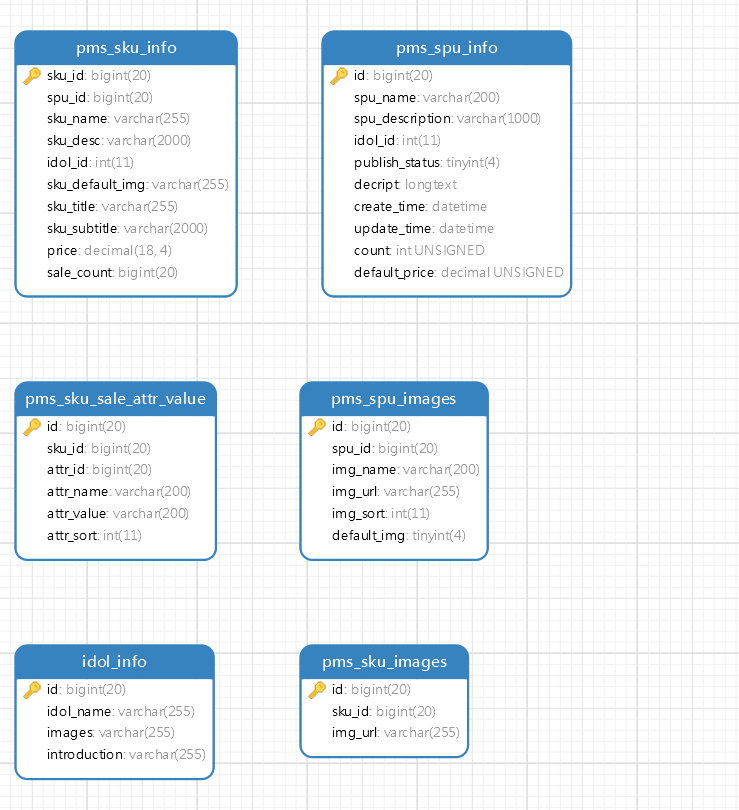 pms_sku_info
sku_id: bigint(20)
spu_id: bigint(20)
sku_name: varchar(255)
sku_desc: varchar(2000)
idol_id: int(11)
sku_default_img: varchar(255)
sku_title: varchar(255)
sku_subtitle: varchar(2000)
price: decimal(18, 4)
sale_count: bigint(20)
pms_spu_info
id: bigint(20)
spu_name: varchar(200)
spu_description: varchar(1000)
idol_id: int(11)
publish_status: tinyint(4)
decript: longtext
create_time: datetime
update_time: datetime
count: int UNSIGNED
default_price: decimal UNSIGNED
pms_sku_sale_attr_value
id: bigint(20)
sku_id: bigint(20)
attr_id: bigint(20)
attr_name: varchar(200)
attr_value: varchar(200)
attr_sort: int(11)
pms_spu_images
id: bigint(20)
spu_id: bigint(20)
img_name: varchar(200)
img_url: varchar(255)
img_sort: int(11)
default_img: tinyint(4)
idol_info
id: bigint(20)
idol_name: varchar(255)
images: varchar(255)
introduction: varchar(255)
pms_sku_images
id: bigint(20)
sku_id: bigint(20)
img_url: varchar(255)